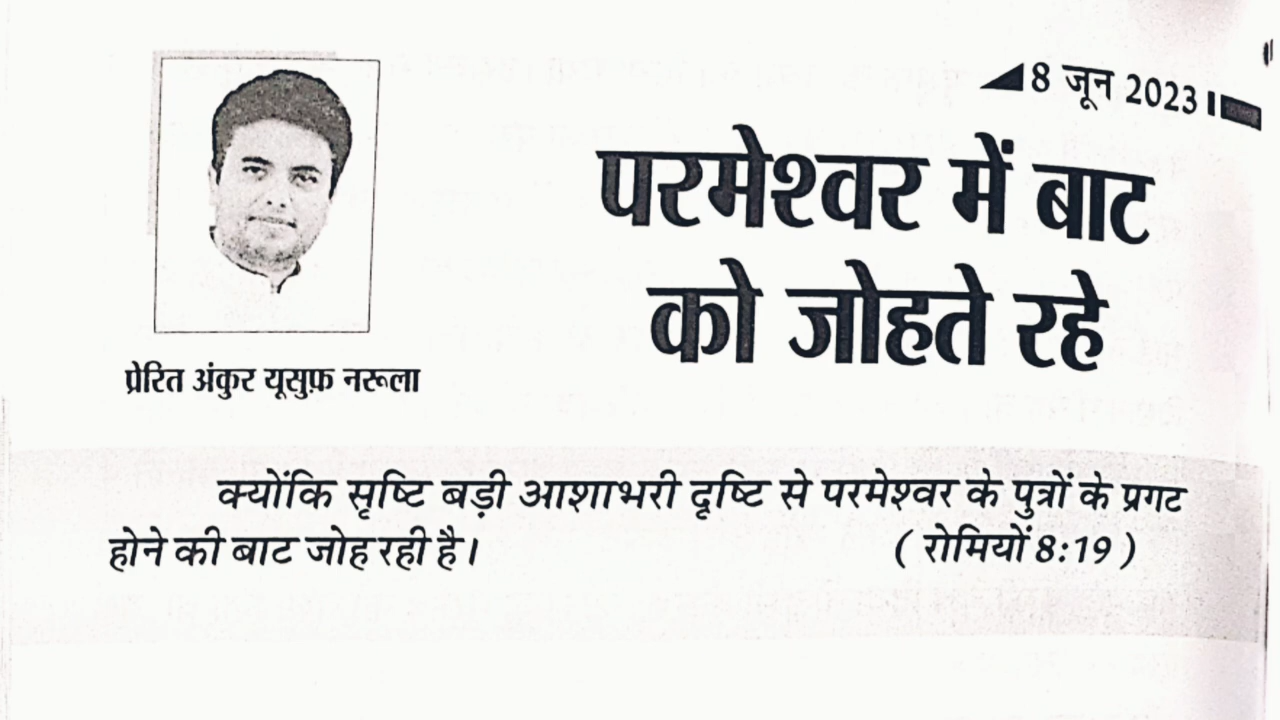 8 जून 2023
परमेश्वर में बाट
को जोहते रहे
प्रेरित अंकुर यूसुफ़ नरूला
क्योंकि सृष्टि बड़ी आशाभरी दृष्टि से परमेश्वर के पुत्रों के प्रगट
होने की बाट जोह रही है। ( रोमियों 8:19 )